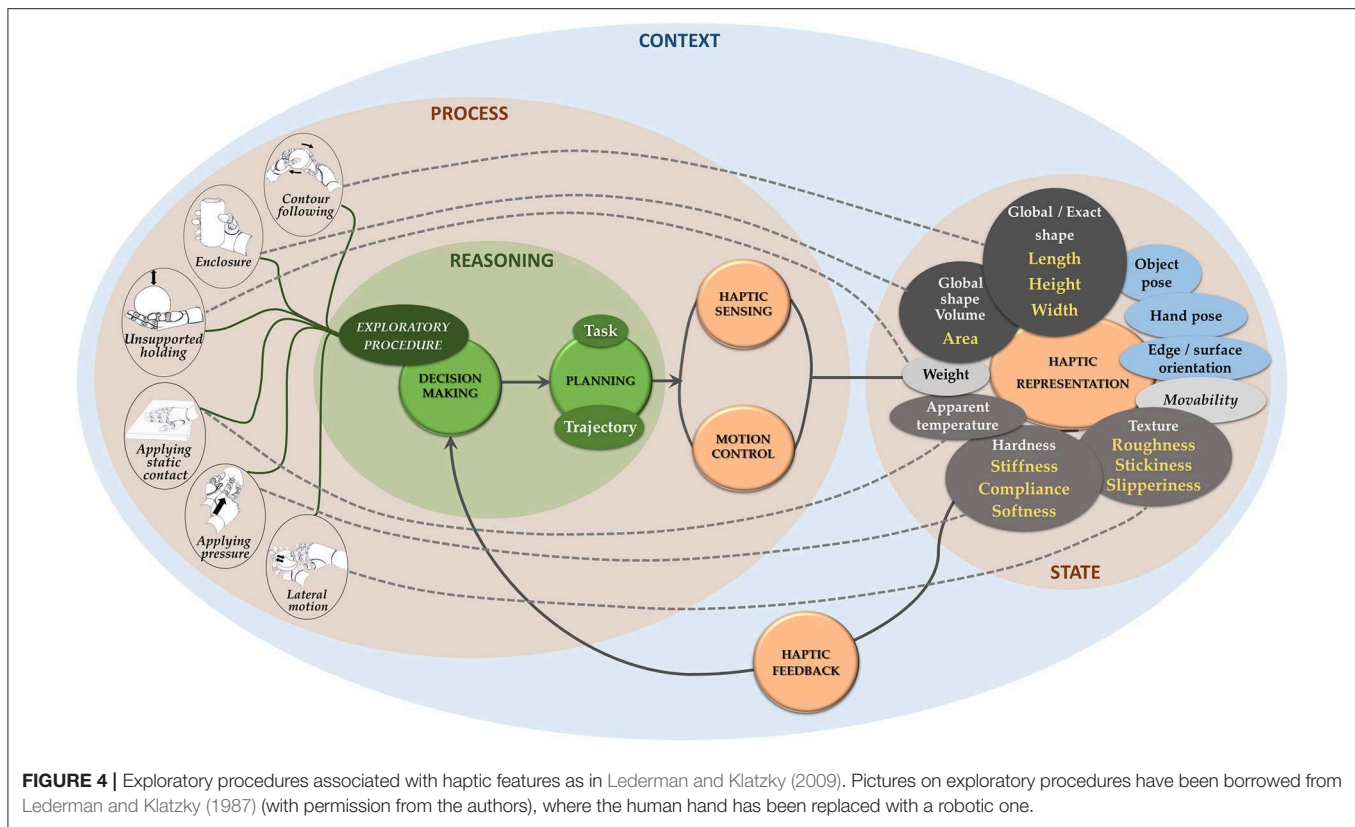 CONTEXT
PROCESS
Contour
following
Enclosure
Unsupported
holding
Applying
static
contact
Applying
pressure
Lateral
motion
REASONING
EXPLORATORY
PROCEDURE
DECISION
MAKING
Task
PLANNING
Trajectory
HAPTIC
SENSING
MOTION
CONTROL
Global / Exact
shape
Length
Height
Width
Global
shape
Volume
Area
Object
pose
Hand pose
Edge / surface
orientation
HAPTIC
REPRESENTATION
Weight
Movability
Apparent
temperature
Hardness
Stiffness
Compliance
Softness
Texture
Roughness
Stickiness
Slipperiness
STATE
HAPTIC
FEEDBACK
FIGURE 4 | Exploratory procedures associated with haptic features as in Lederman and Klatzky (2009). Pictures on exploratory procedures have been borrowed from
Lederman and Klatzky (1987) (with permission from the authors), where the human hand has been replaced with a robotic one.